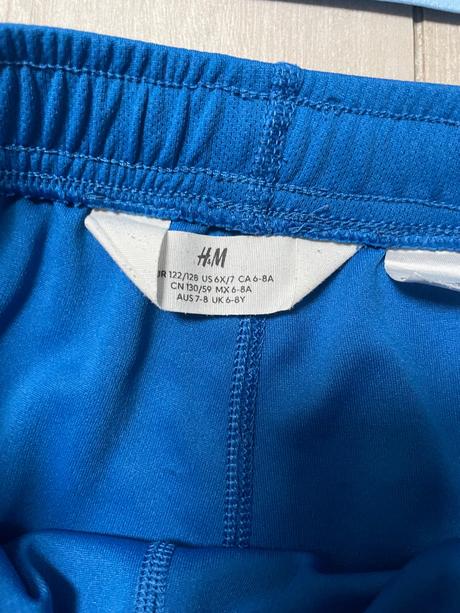 H&M
R 122/128 US 6X/7 CA 6-8A
CN 130/59 MX 6-8A
AUS 7-8 UK 6-8Y